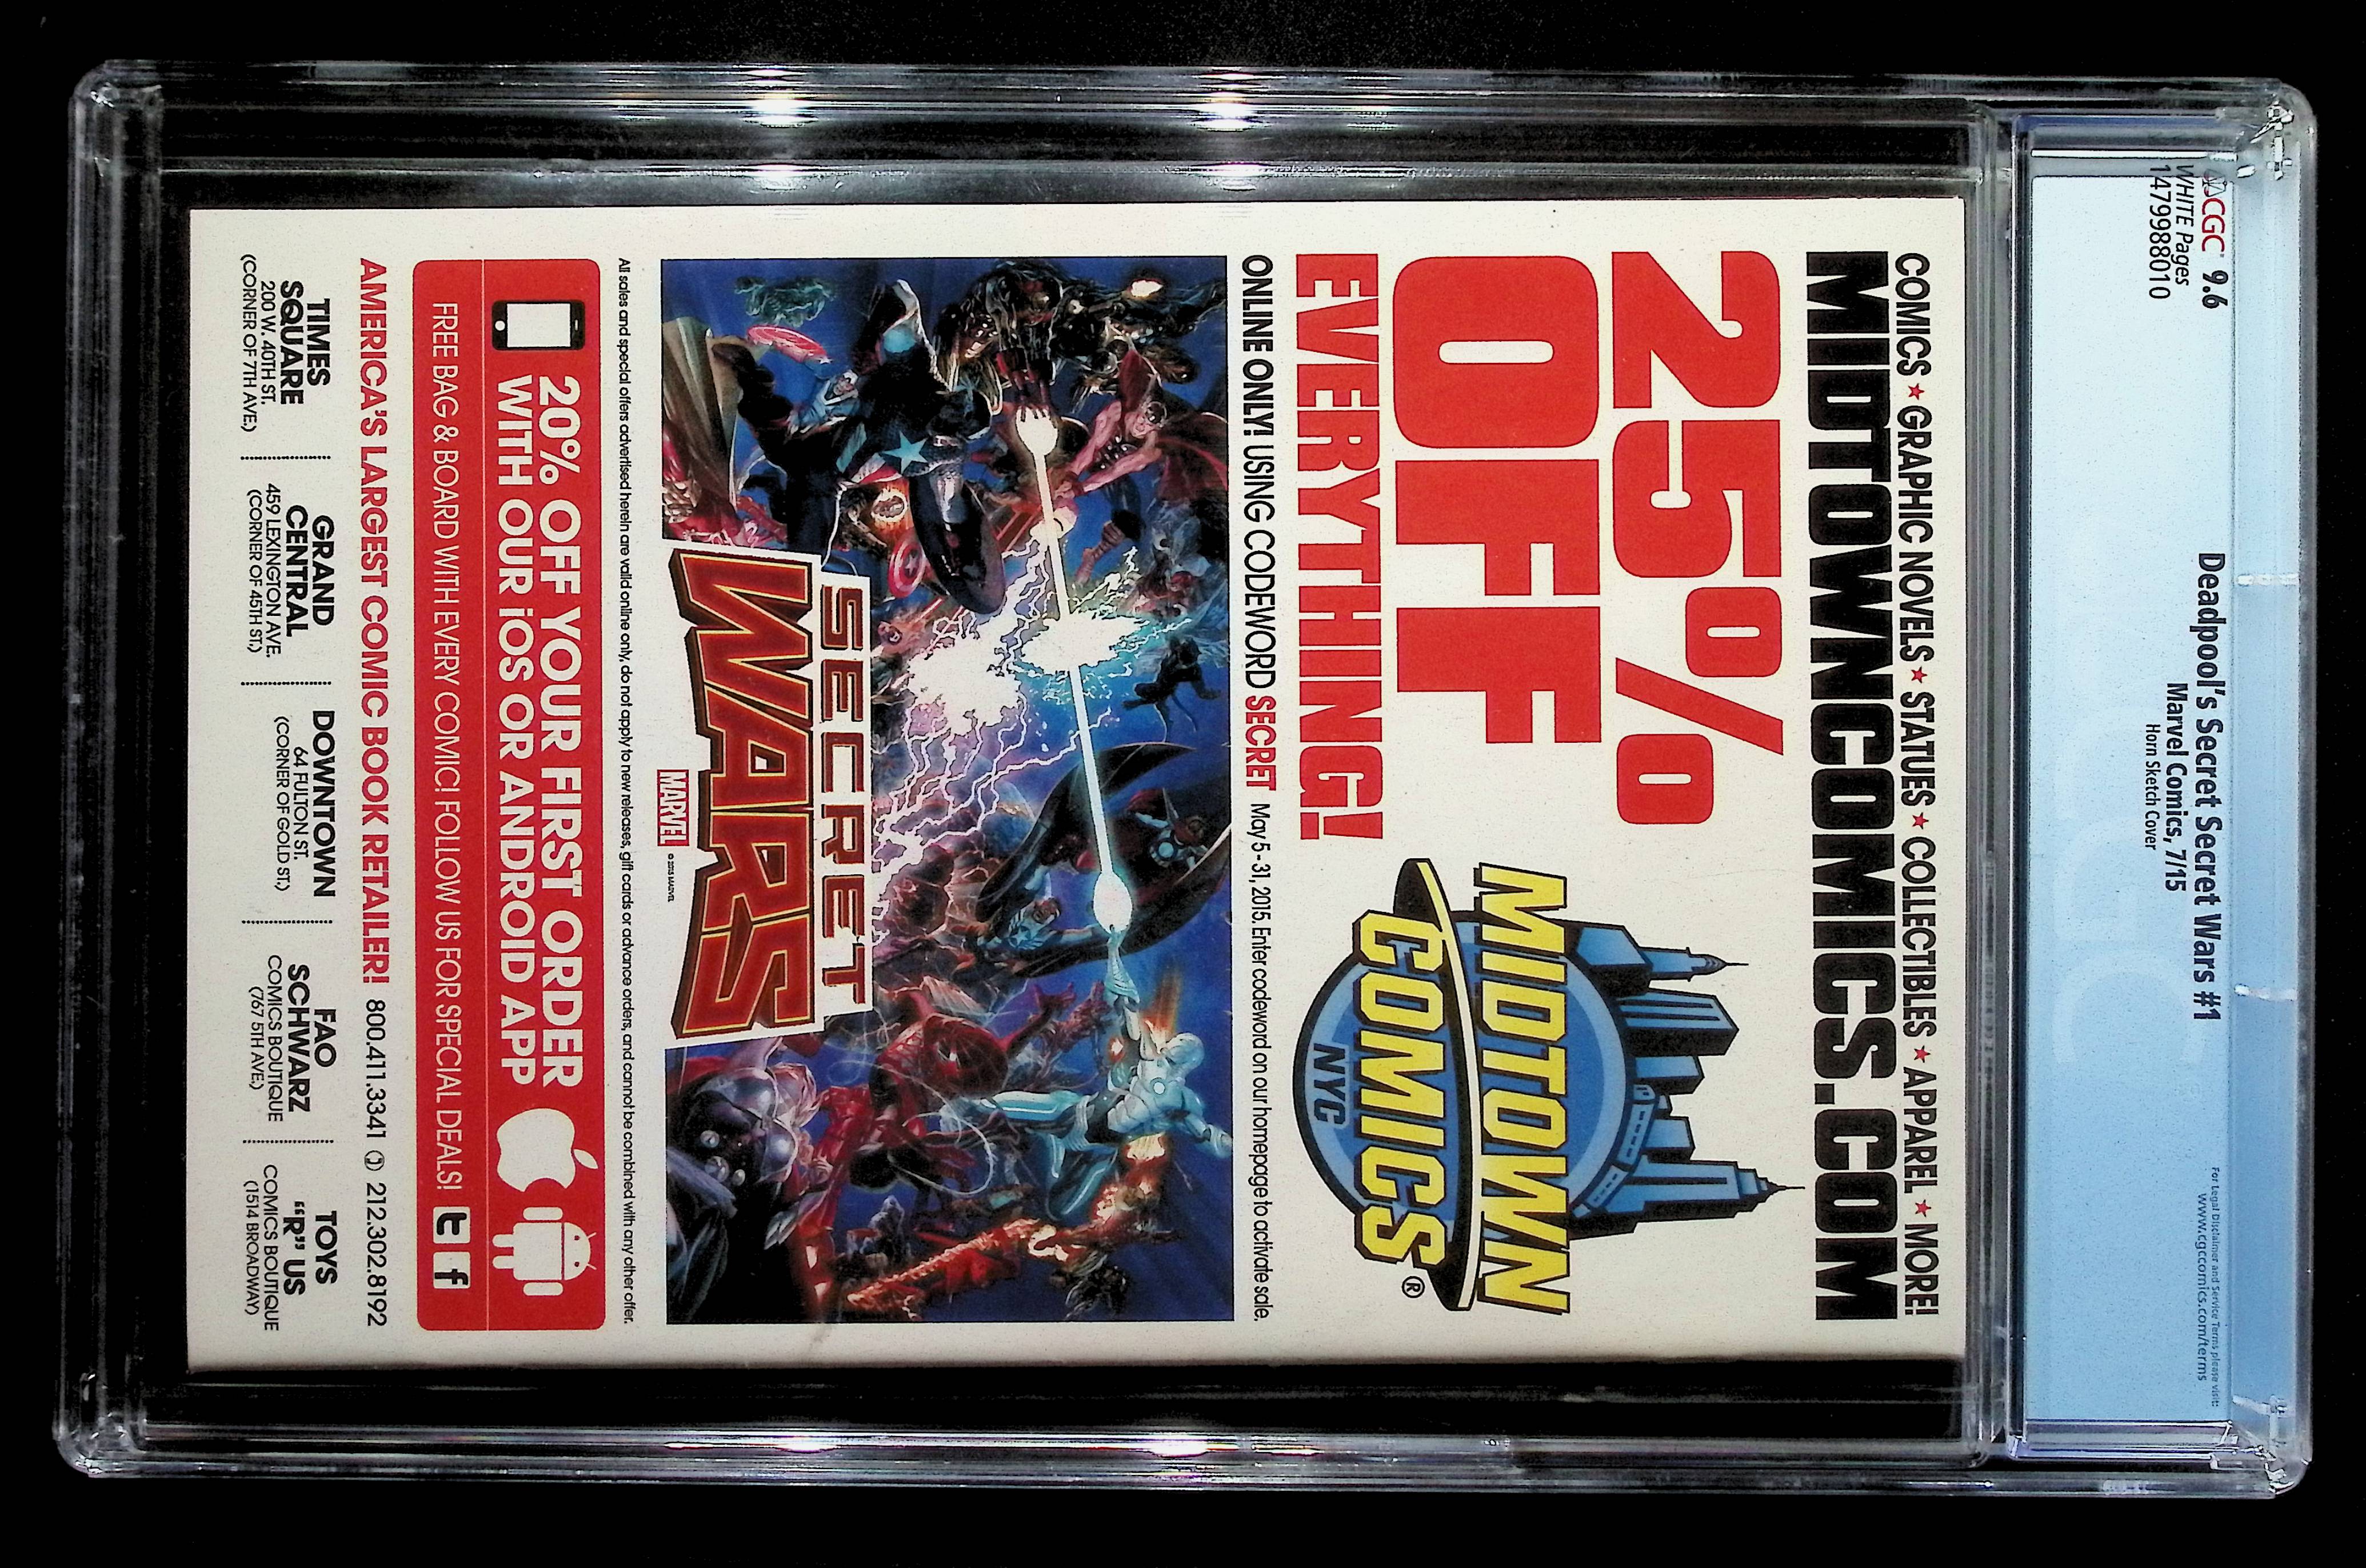 CGC 9.6
WHITE Pages
1479988010
Deadpool's Secret Secret Wars #1
Marvel Comics, 7/15
Horn Sketch Cover
For Legal Disclaimer and Service Terms please visit:
www.cgccomics.com/terms
COMICS ★ GRAPHIC NOVELS ★ STATUES ★ COLLECTIBLES ★ APPAREL ★ MORE!
MIDTOWNCOMICS.COM
25%
OFF
EVERYTHING!
MIDTOWN
COMICS®
NYC
ONLINE ONLY! USING CODEWORD SECRET May 5 - 31, 2015. Enter codeword on our homepage to activate sale.
SECRET
WARS
MARVEL © 2015 MARVEL
All sales and special offers advertised herein are valid online only, do not apply to new releases, gift cards or advance orders, and cannot be combined with any other offer.
20% OFF YOUR FIRST ORDER
WITH OUR iOS OR ANDROID APP
FREE BAG & BOARD WITH EVERY COMIC! FOLLOW US FOR SPECIAL DEALS! t f
AMERICA'S LARGEST COMIC BOOK RETAILER! 800.411.3341 212.302.8192
TIMES
SQUARE
200 W. 40TH ST.
(CORNER OF 7TH AVE.)
GRAND
CENTRAL
459 LEXINGTON AVE.
(CORNER OF 45TH ST.)
DOWNTOWN
64 FULTON ST.
(CORNER OF GOLD ST.)
FAO
SCHWARZ
COMICS BOUTIQUE
(767 5TH AVE.)
TOYS
"R" US
COMICS BOUTIQUE
(1514 BROADWAY)